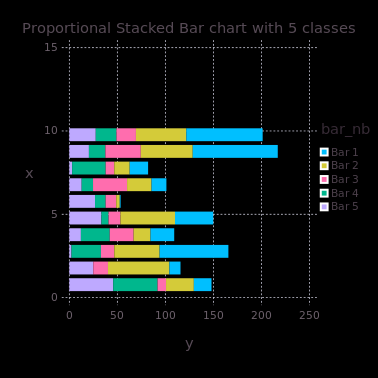 Proportional Stacked Bar chart with 5 classes
15
10
5
0
x
0 50 100 150 200 250
y
bar_nb
Bar 1
Bar 2
Bar 3
Bar 4
Bar 5